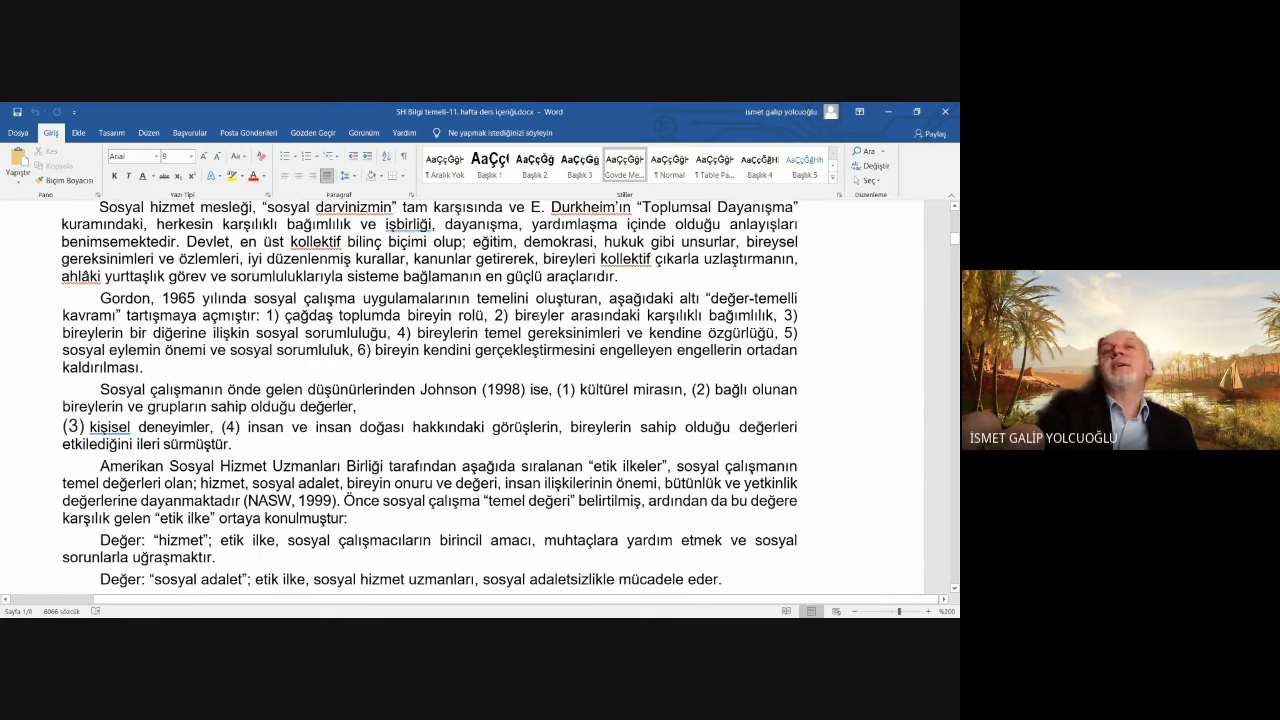 SH Bilgi temeli-11. hafta ders içeriği.docx - Word
ismet galip yolcuoğlu
Dosya Giriş Ekle Tasarım Düzen Başvurular Posta Gönderileri Gözden Geçir Görünüm Yardım Ne yapmak istediğinizi söyleyin Paylaş
Yapıştır
Kes
Kopyala
Biçim Boyacısı
Arial 9
AaÇçĞğHh ¶ Aralık Yok
Başlık 1
Başlık 2
Başlık 3
Gövde Me...
¶ Normal
¶ Table Pa...
Başlık 4
Başlık 5
Ara
Değiştir
Seç
Pano Yazı Tipi Paragraf Stiller Düzenleme
Sosyal hizmet mesleği, “sosyal darvinizmin” tam karşısında ve E. Durkheim’ın “Toplumsal Dayanışma”
kuramındaki, herkesin karşılıklı bağımlılık ve işbirliği, dayanışma, yardımlaşma içinde olduğu anlayışları
benimsemektedir. Devlet, en üst kollektif bilinç biçimi olup; eğitim, demokrasi, hukuk gibi unsurlar, bireysel
gereksinimleri ve özlemleri, iyi düzenlenmiş kurallar, kanunlar getirerek, bireyleri kollektif çıkarla uzlaştırmanın,
ahlâki yurttaşlık görev ve sorumluluklarıyla sisteme bağlamanın en güçlü araçlarıdır.
Gordon, 1965 yılında sosyal çalışma uygulamalarının temelini oluşturan, aşağıdaki altı “değer-temelli
kavramı” tartışmaya açmıştır: 1) çağdaş toplumda bireyin rolü, 2) bireyler arasındaki karşılıklı bağımlılık, 3)
bireylerin bir diğerine ilişkin sosyal sorumluluğu, 4) bireylerin temel gereksinimleri ve kendine özgürlüğü, 5)
sosyal eylemin önemi ve sosyal sorumluluk, 6) bireyin kendini gerçekleştirmesini engelleyen engellerin ortadan
kaldırılması.
Sosyal çalışmanın önde gelen düşünürlerinden Johnson (1998) ise, (1) kültürel mirasın, (2) bağlı olunan
bireylerin ve grupların sahip olduğu değerler,
(3) kişisel deneyimler, (4) insan ve insan doğası hakkındaki görüşlerin, bireylerin sahip olduğu değerleri
etkilediğini ileri sürmüştür.
Amerikan Sosyal Hizmet Uzmanları Birliği tarafından aşağıda sıralanan “etik ilkeler”, sosyal çalışmanın
temel değerleri olan; hizmet, sosyal adalet, bireyin onuru ve değeri, insan ilişkilerinin önemi, bütünlük ve yetkinlik
değerlerine dayanmaktadır (NASW, 1999). Önce sosyal çalışma “temel değeri” belirtilmiş, ardından da bu değere
karşılık gelen “etik ilke” ortaya konulmuştur:
Değer: “hizmet”; etik ilke, sosyal çalışmacıların birincil amacı, muhtaçlara yardım etmek ve sosyal
sorunlarla uğraşmaktır.
Değer: “sosyal adalet”; etik ilke, sosyal hizmet uzmanları, sosyal adaletsizlikle mücadele eder.
Sayfa 1/8 6066 sözcük %200
İSMET GALİP YOLCUOĞLU